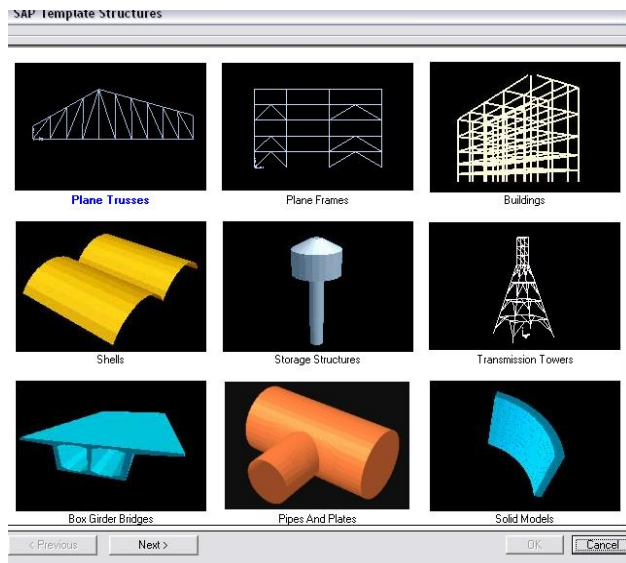 SAP Template Structures
Plane Trusses
Plane Frames
Buildings
Shells
Storage Structures
Transmission Towers
Box Girder Bridges
Pipes And Plates
Solid Models
< Previous
Next >
OK
Cancel